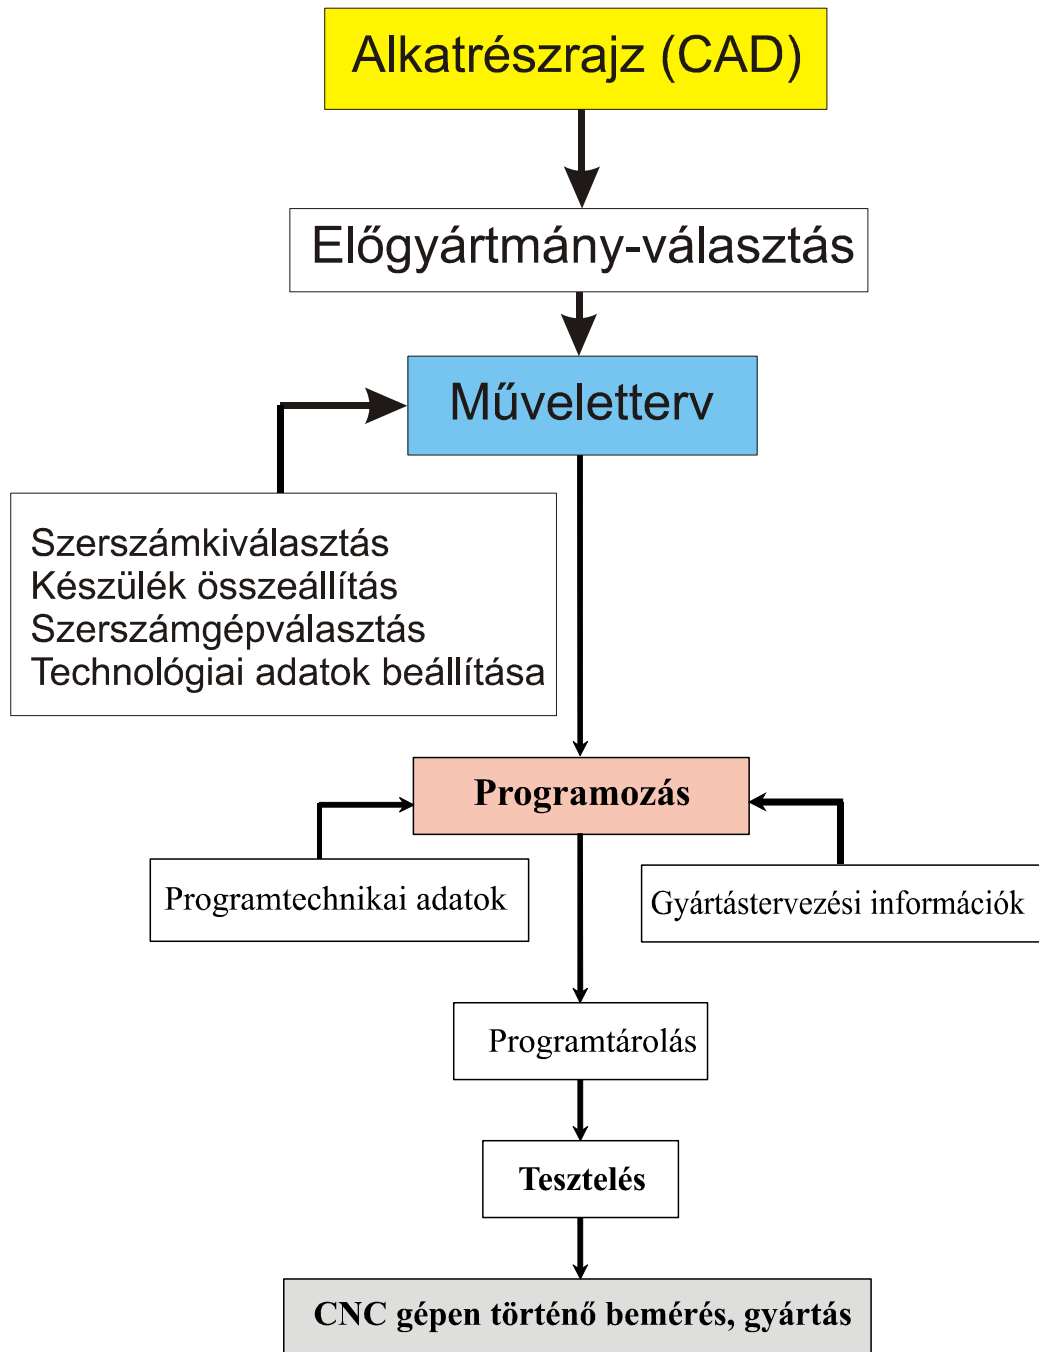 Alkatrészrajz (CAD)
Előgyártmány-választás
Műveletterv
Szerszámkiválasztás
Készülék összeállítás
Szerszámgépválasztás
Technológiai adatok beállítása
Programozás
Programtechnikai adatok
Gyártástervezési információk
Programtárolás
Tesztelés
CNC gépen történő bemérés, gyártás